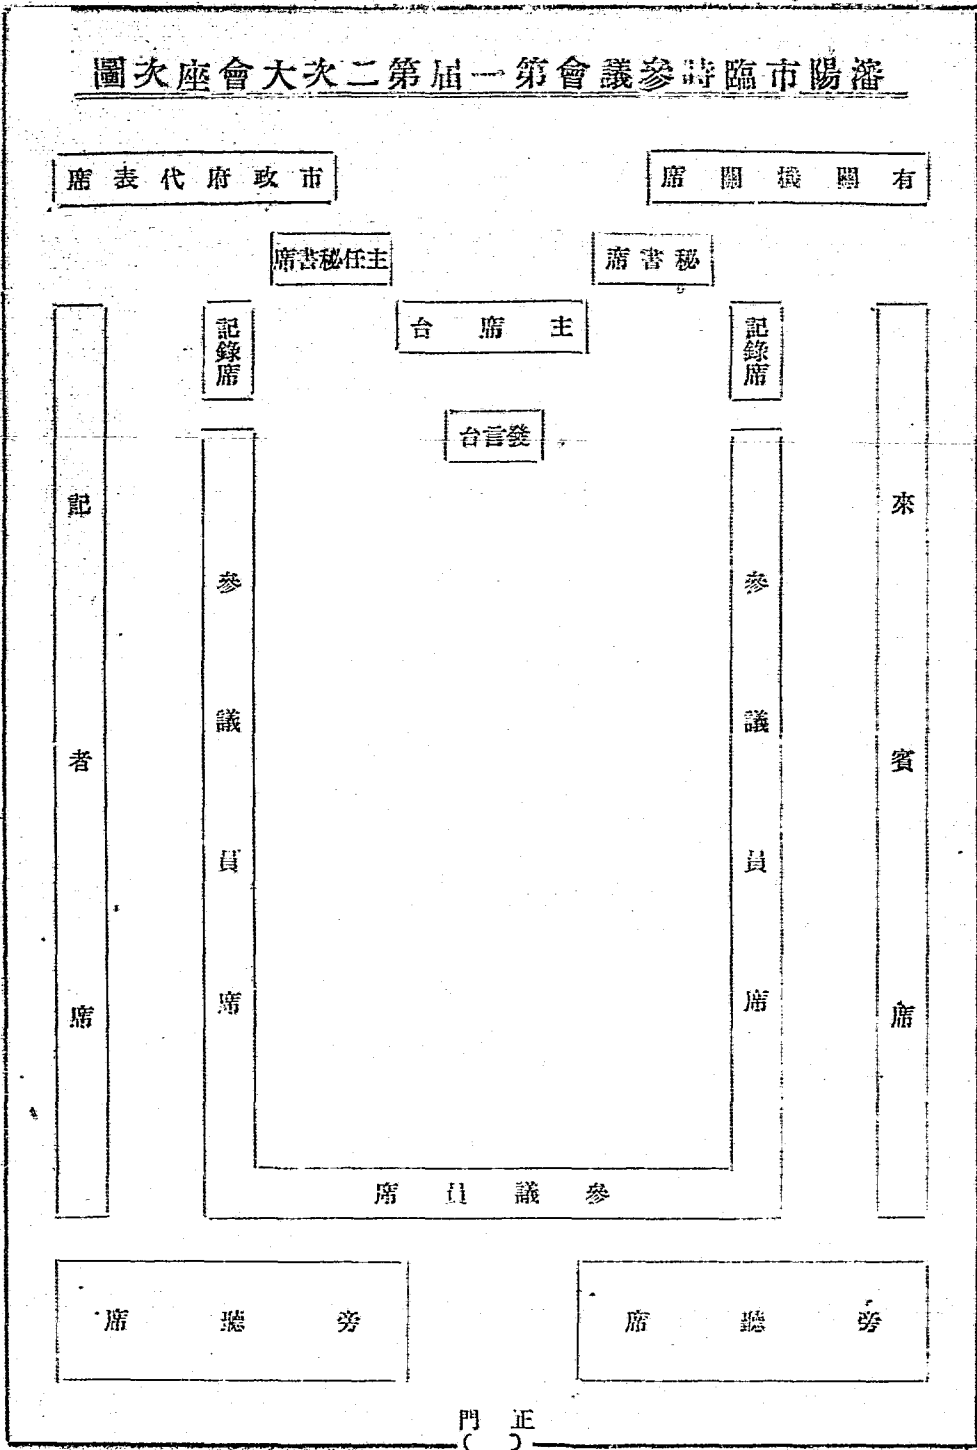 瀋陽市臨時參議會第一屆第二次大會座次圖
有關機關席
市政府代表席
秘書席
主任秘書席
主席台
記錄席
記錄席
發言台
來賓席
參議員席
參議員席
記者席
參議員席
旁聽席
旁聽席
正門